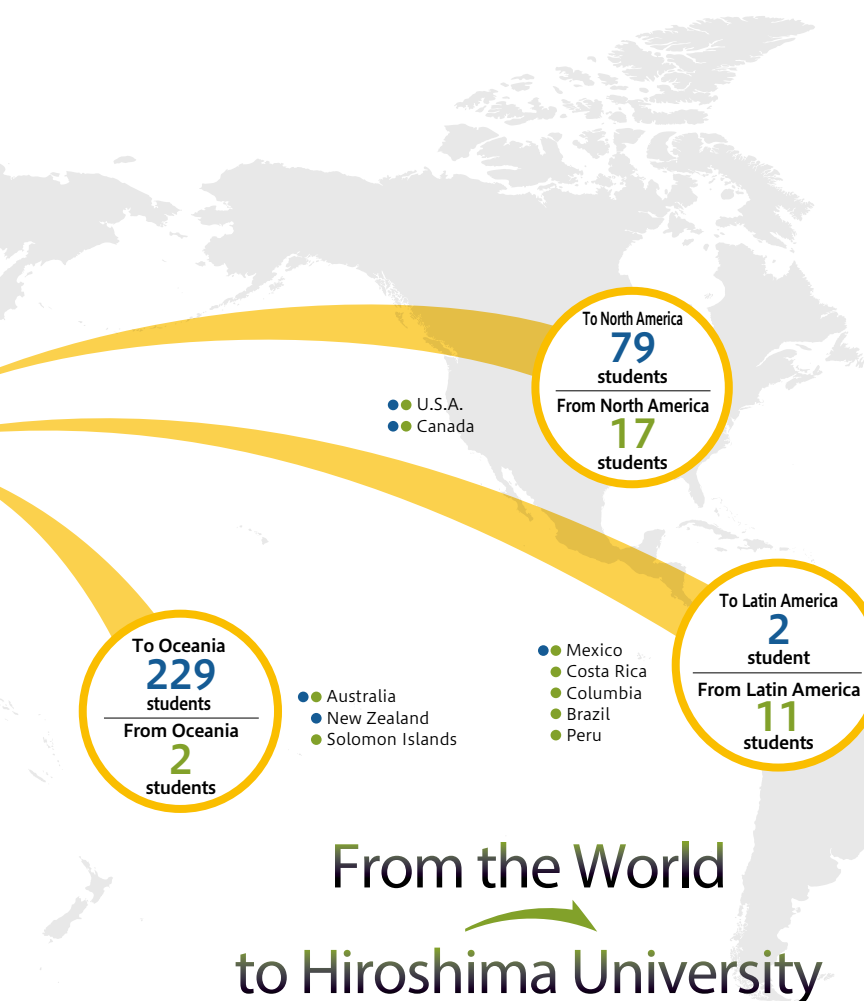 To North America
79
students
From North America
17
students
●● U.S.A.
●● Canada
To Latin America
2
student
From Latin America
11
students
●● Mexico
● Costa Rica
● Columbia
● Brazil
● Peru
To Oceania
229
students
From Oceania
2
students
●● Australia
● New Zealand
● Solomon Islands
From the World
to Hiroshima University